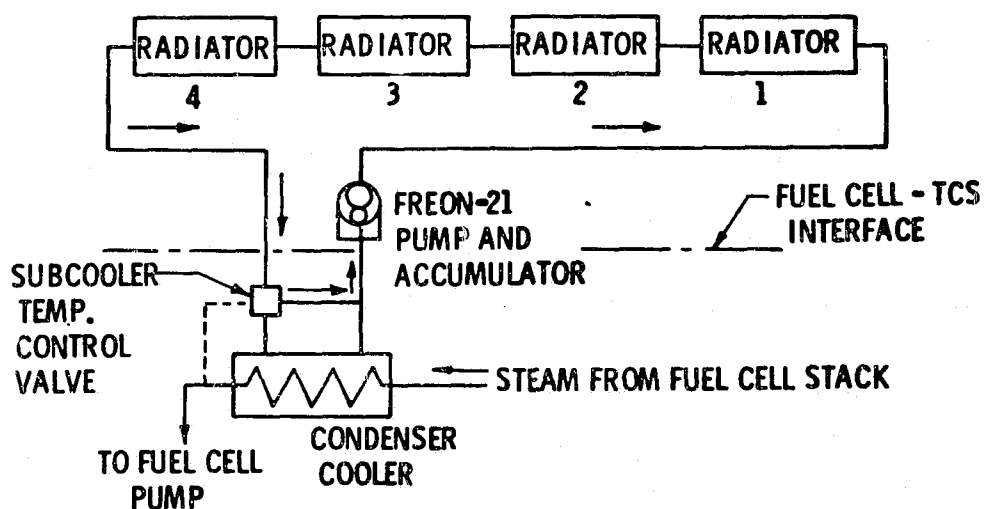 RADIATOR
RADIATOR
RADIATOR
RADIATOR
4
3
2
1
FREON-21
PUMP AND
ACCUMULATOR
FUEL CELL - TCS
INTERFACE
SUBCOOLER
TEMP.
CONTROL
VALVE
STEAM FROM FUEL CELL STACK
CONDENSER
COOLER
TO FUEL CELL
PUMP